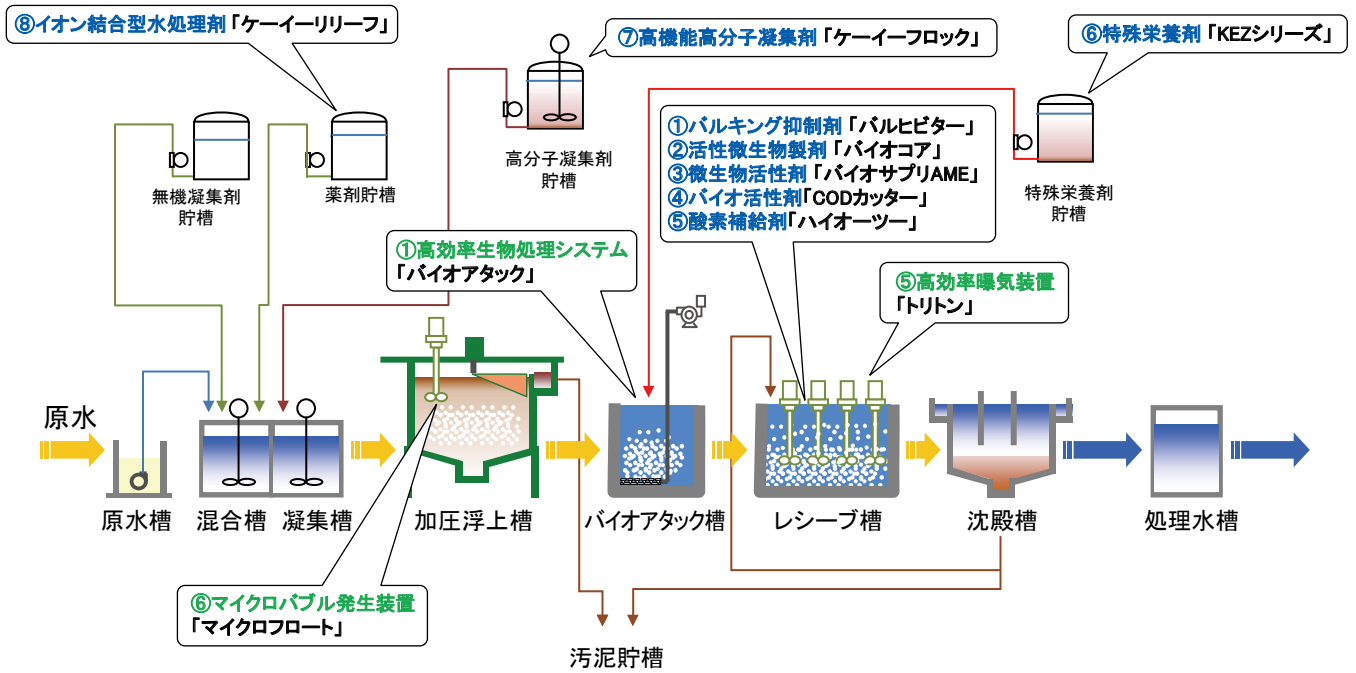 ⑧イオン結合型水処理剤「ケーイーリリーフ」
⑦高機能高分子凝集剤「ケーイーフロック」
⑥特殊栄養剤「KEZシリーズ」
無機凝集剤
貯槽
薬剤貯槽
高分子凝集剤
貯槽
①バルキング抑制剤「バルヒビター」
②活性微生物製剤「バイオコア」
③微生物活性剤「バイオサプリAME」
④バイオ活性剤「CODカッター」
⑤酸素補給剤「ハイオーツー」
特殊栄養剤
貯槽
①高効率生物処理システム
「バイオアタック」
⑤高効率曝気装置
「トリトン」
原水
原水槽
混合槽
凝集槽
加圧浮上槽
バイオアタック槽
レシーブ槽
沈殿槽
処理水槽
⑥マイクロバブル発生装置
「マイクロフロート」
汚泥貯槽